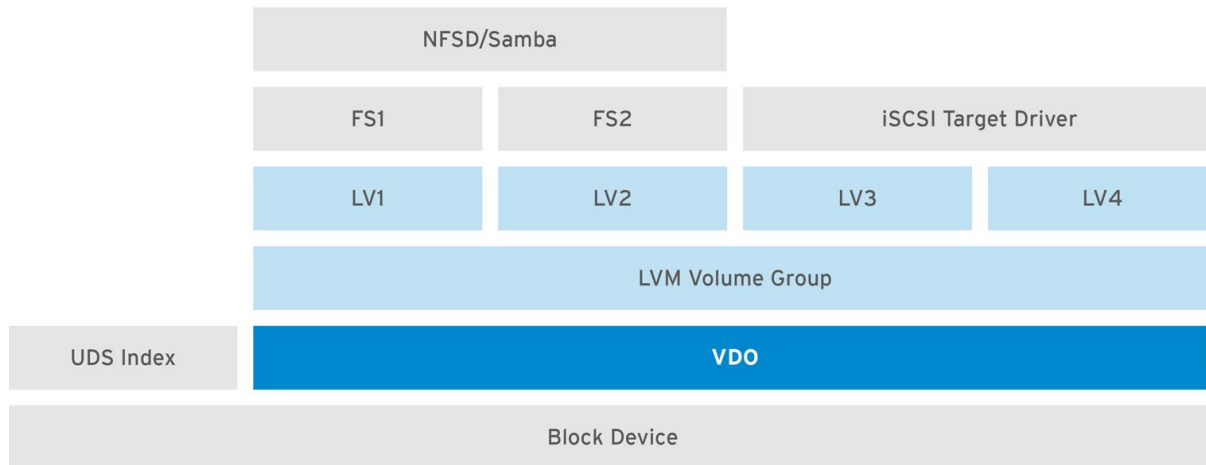 NFSD/Samba
FS1
FS2
iSCSI Target Driver
LV1
LV2
LV3
LV4
LVM Volume Group
UDS Index
VDO
Block Device